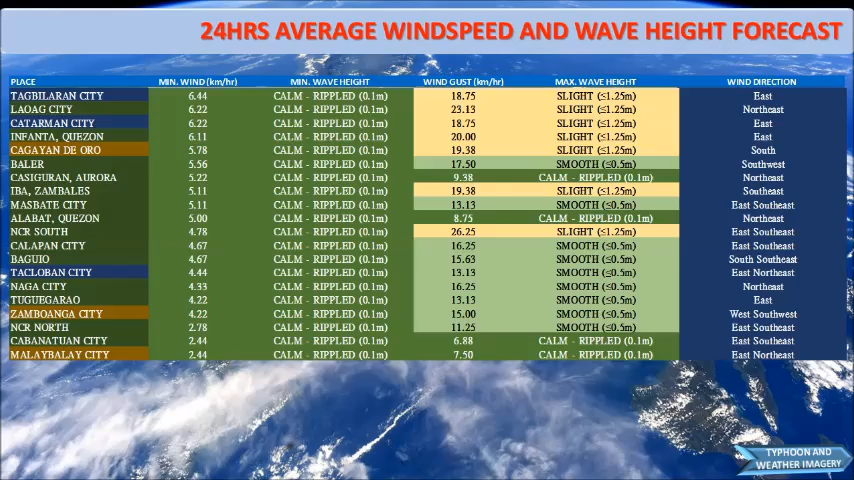 24HRS AVERAGE WINDSPEED AND WAVE HEIGHT FORECAST
PLACE MIN. WIND (km/hr) MIN. WAVE HEIGHT WIND GUST (km/hr) MAX. WAVE HEIGHT WIND DIRECTION
TAGBILARAN CITY 6.44 CALM - RIPPLED (0.1m) 18.75 SLIGHT (≤1.25m) East
LAOAG CITY 6.22 CALM - RIPPLED (0.1m) 23.13 SLIGHT (≤1.25m) Northeast
CATARMAN CITY 6.22 CALM - RIPPLED (0.1m) 18.75 SLIGHT (≤1.25m) East
INFANTA, QUEZON 6.11 CALM - RIPPLED (0.1m) 20.00 SLIGHT (≤1.25m) East
CAGAYAN DE ORO 5.78 CALM - RIPPLED (0.1m) 19.38 SLIGHT (≤1.25m) South
BALER 5.56 CALM - RIPPLED (0.1m) 17.50 SMOOTH (≤0.5m) Southwest
CASIGURAN, AURORA 5.22 CALM - RIPPLED (0.1m) 9.38 CALM - RIPPLED (0.1m) Northeast
IBA, ZAMBALES 5.11 CALM - RIPPLED (0.1m) 19.38 SLIGHT (≤1.25m) Southeast
MASBATE CITY 5.11 CALM - RIPPLED (0.1m) 13.13 SMOOTH (≤0.5m) East Southeast
ALABAT, QUEZON 5.00 CALM - RIPPLED (0.1m) 8.75 CALM - RIPPLED (0.1m) Northeast
NCR SOUTH 4.78 CALM - RIPPLED (0.1m) 26.25 SLIGHT (≤1.25m) East Southeast
CALAPAN CITY 4.67 CALM - RIPPLED (0.1m) 16.25 SMOOTH (≤0.5m) East Southeast
BAGUIO 4.67 CALM - RIPPLED (0.1m) 15.63 SMOOTH (≤0.5m) South Southeast
TACLOBAN CITY 4.44 CALM - RIPPLED (0.1m) 13.13 SMOOTH (≤0.5m) East Northeast
NAGA CITY 4.33 CALM - RIPPLED (0.1m) 16.25 SMOOTH (≤0.5m) Northeast
TUGUEGARAO 4.22 CALM - RIPPLED (0.1m) 13.13 SMOOTH (≤0.5m) East
ZAMBOANGA CITY 4.22 CALM - RIPPLED (0.1m) 15.00 SMOOTH (≤0.5m) West Southwest
NCR NORTH 2.78 CALM - RIPPLED (0.1m) 11.25 SMOOTH (≤0.5m) East Southeast
CABANATUAN CITY 2.44 CALM - RIPPLED (0.1m) 6.88 CALM - RIPPLED (0.1m) East Southeast
MALAYBALAY CITY 2.44 CALM - RIPPLED (0.1m) 7.50 CALM - RIPPLED (0.1m) East Northeast
TYPHOON AND
WEATHER IMAGERY